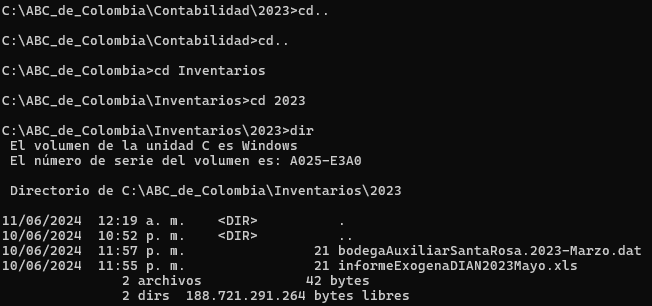 C:\ABC_de_Colombia\Contabilidad\2023>cd..
C:\ABC_de_Colombia\Contabilidad>cd..
C:\ABC_de_Colombia>cd Inventarios
C:\ABC_de_Colombia\Inventarios>cd 2023
C:\ABC_de_Colombia\Inventarios\2023>dir
 El volumen de la unidad C es Windows
 El número de serie del volumen es: A025-E3A0
 Directorio de C:\ABC_de_Colombia\Inventarios\2023
11/06/2024  12:19 a. m.    <DIR>          .
10/06/2024  10:52 p. m.    <DIR>          ..
10/06/2024  11:57 p. m.                21 bodegaAuxiliarSantaRosa.2023-Marzo.dat
10/06/2024  11:55 p. m.                21 informeExogenaDIAN2023Mayo.xls
               2 archivos             42 bytes
               2 dirs  188.721.291.264 bytes libres